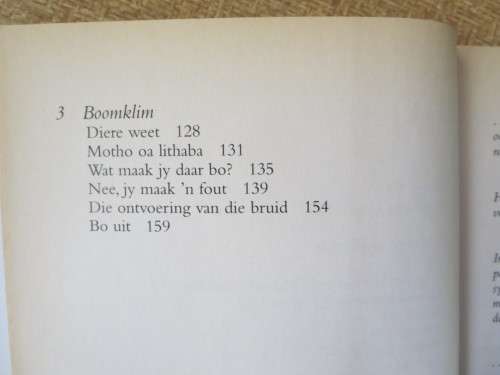 3 Boomklim
Diere weet 128
Motho oa lithaba 131
Wat maak jy daar bo? 135
Nee, jy maak 'n fout 139
Die ontvoering van die bruid 154
Bo uit 159